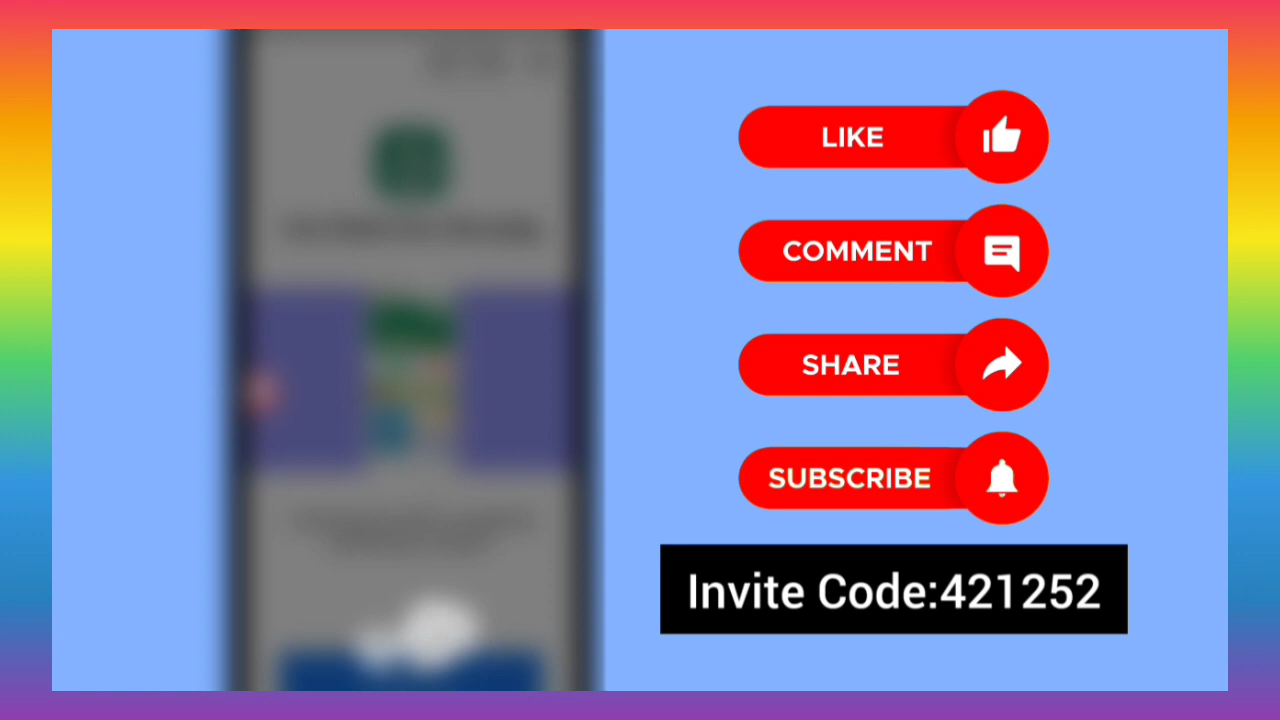 LIKE
COMMENT
SHARE
SUBSCRIBE
Invite Code:421252